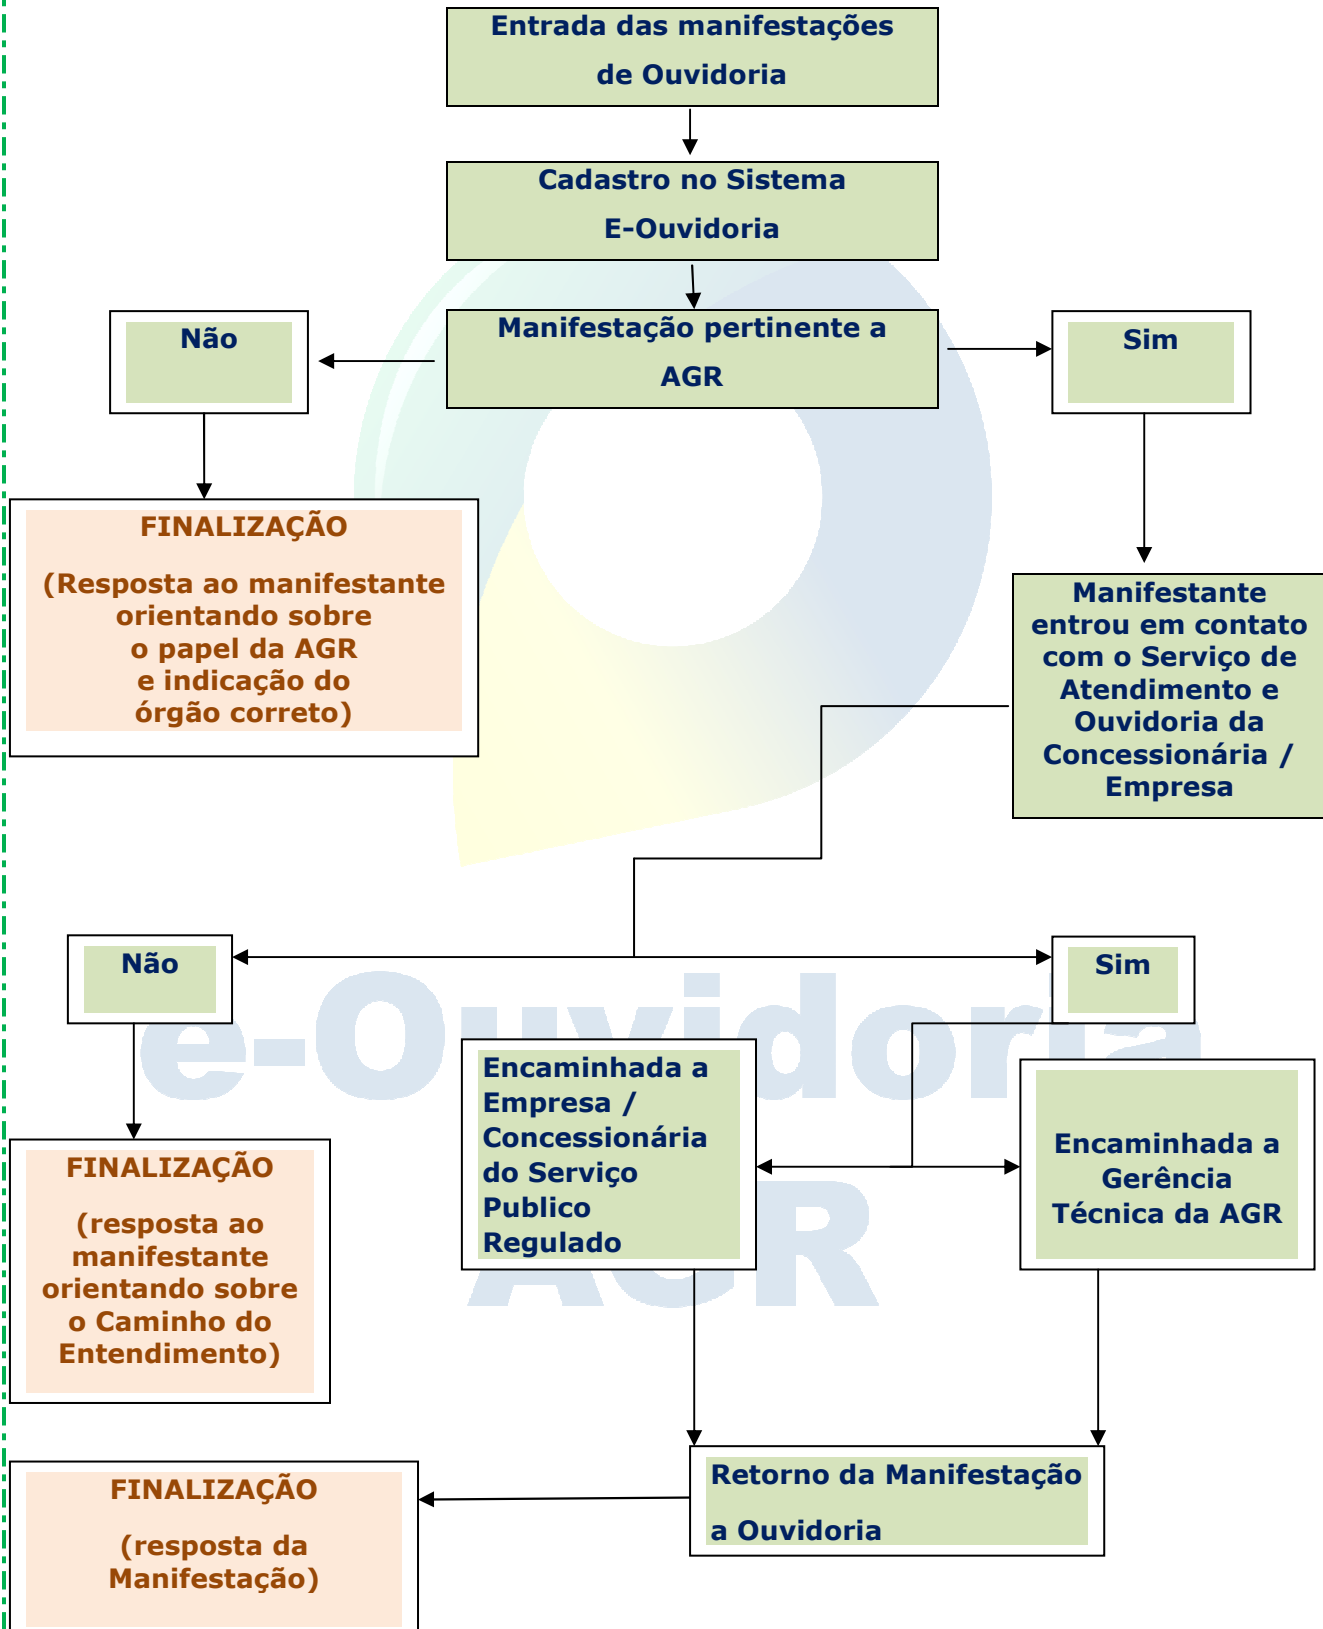 Entrada das manifestações
de Ouvidoria
Cadastro no Sistema
E-Ouvidoria
Manifestação pertinente a
AGR
Não
Sim
FINALIZAÇÃO
(Resposta ao manifestante
orientando sobre
o papel da AGR
e indicação do
órgão correto)
Manifestante
entrou em contato
com o Serviço de
Atendimento e
Ouvidoria da
Concessionária /
Empresa
Não
Sim
e-Ouvidoria
AGR
Encaminhada a
Empresa /
Concessionária
do Serviço
Publico
Regulado
Encaminhada a
Gerência
Técnica da AGR
FINALIZAÇÃO
(resposta ao
manifestante
orientando sobre
o Caminho do
Entendimento)
Retorno da Manifestação
a Ouvidoria
FINALIZAÇÃO
(resposta da
Manifestação)